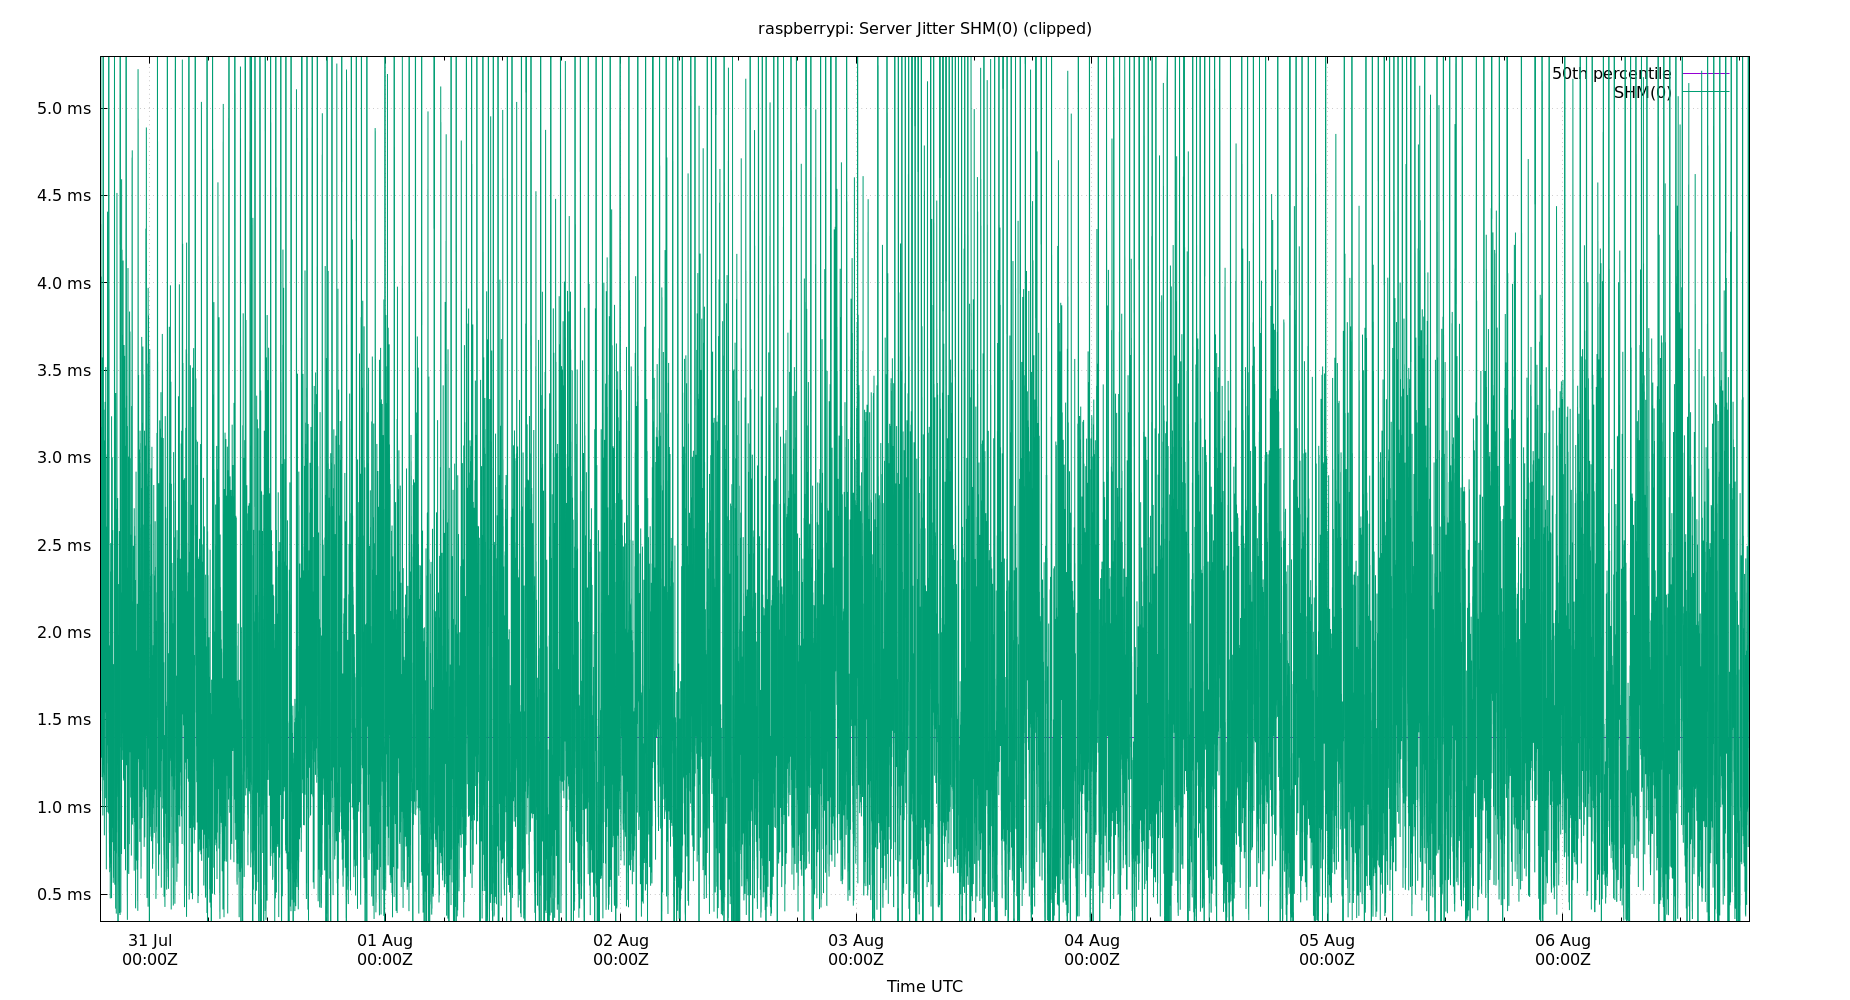 raspberrypi: Server Jitter SHM(0) (clipped)
50th percentile
SHM(0)
5.0 ms
4.5 ms
4.0 ms
3.5 ms
3.0 ms
2.5 ms
2.0 ms
1.5 ms
1.0 ms
0.5 ms
31 Jul 01 Aug 02 Aug 03 Aug 04 Aug 05 Aug 06 Aug
00:00Z 00:00Z 00:00Z 00:00Z 00:00Z 00:00Z 00:00Z
Time UTC